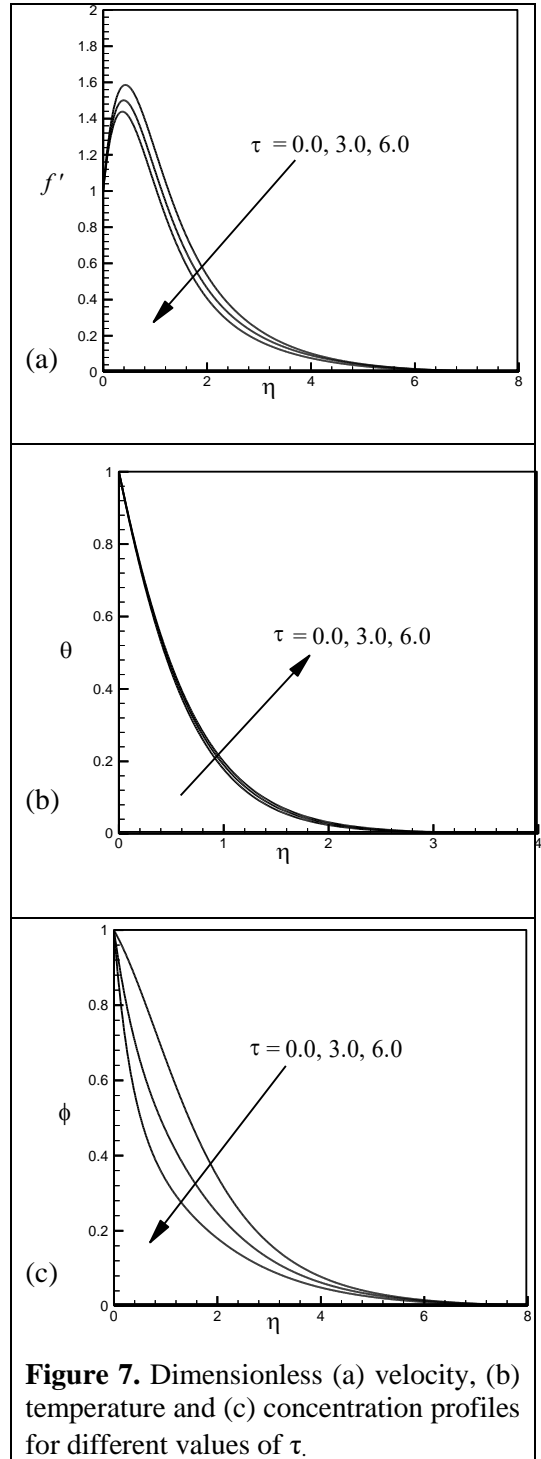 2
1.8
1.6
1.4
1.2
1
0.8
0.6
0.4
0.2
0
f '
τ = 0.0, 3.0, 6.0
(a)
0 2 4 6 8
η
1
0.8
0.6
0.4
0.2
0
θ
τ = 0.0, 3.0, 6.0
(b)
0 1 2 3 4
η
1
0.8
0.6
0.4
0.2
0
ϕ
τ = 0.0, 3.0, 6.0
(c)
0 2 4 6 8
η
Figure 7. Dimensionless (a) velocity, (b)
temperature and (c) concentration profiles
for different values of τ.